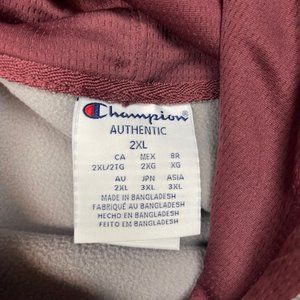 Champion®
AUTHENTIC
2XL
CA MEX BR
2XL/2TG 2XG XG
AU JPN ASIA
2XL 3XL 3XL
MADE IN BANGLADESH
FABRIQUÉ AU BANGLADESH
HECHO EN BANGLADESH
FEITO EM BANGLADESH